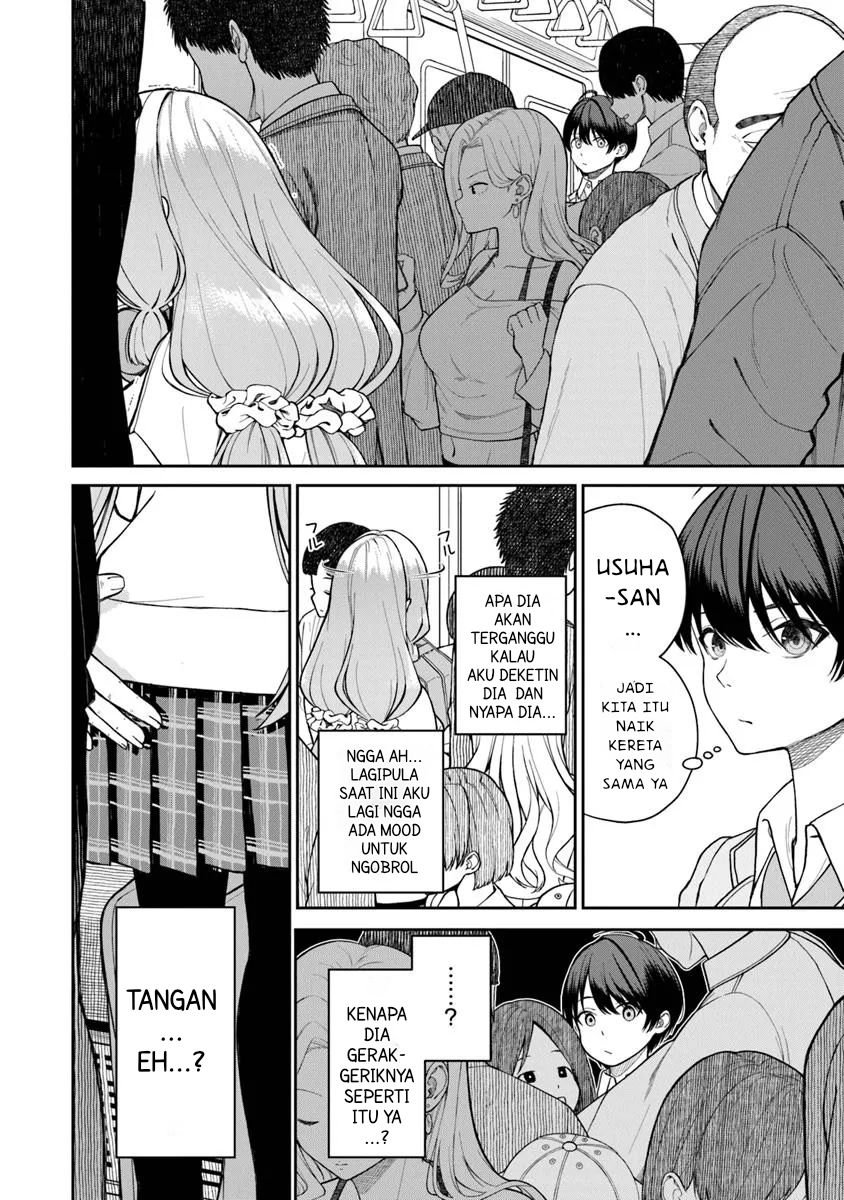 USUHA
-SAN
...
JADI
KITA ITU
NAIK
KERETA
YANG
SAMA YA
APA DIA
AKAN
TERGANGGU
KALAU
AKU DEKETIN
DIA DAN
NYAPA DIA...
NGGA AH...
LAGIPULA
SAAT INI AKU
LAGI NGGA
ADA MOOD
UNTUK
NGOBROL
........
?
KENAPA
DIA
GERAK-
GERIKNYA
SEPERTI
ITU YA
...?
TANGAN
...
EH...?